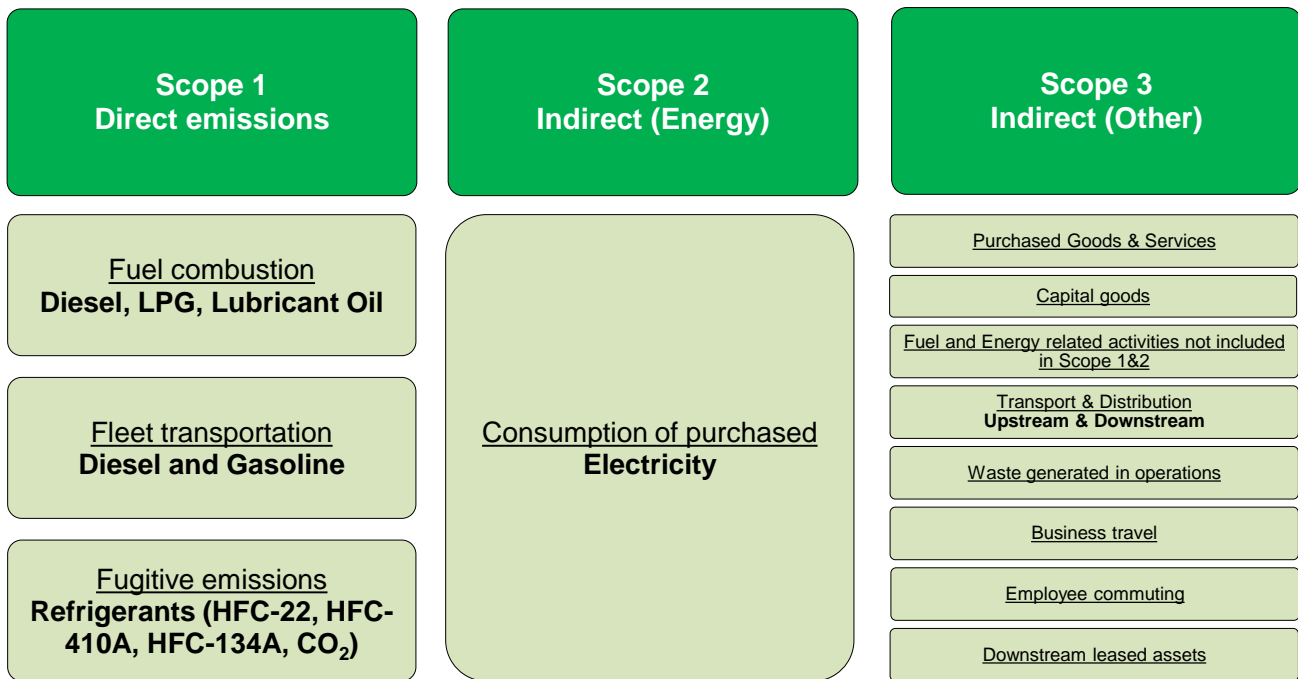 Scope 1
Direct emissions
Fuel combustion
Diesel, LPG, Lubricant Oil
Fleet transportation
Diesel and Gasoline
Fugitive emissions
Refrigerants (HFC-22, HFC-
410A, HFC-134A, CO₂)
Scope 2
Indirect (Energy)
Consumption of purchased
Electricity
Scope 3
Indirect (Other)
Purchased Goods & Services
Capital goods
Fuel and Energy related activities not included
in Scope 1&2
Transport & Distribution
Upstream & Downstream
Waste generated in operations
Business travel
Employee commuting
Downstream leased assets